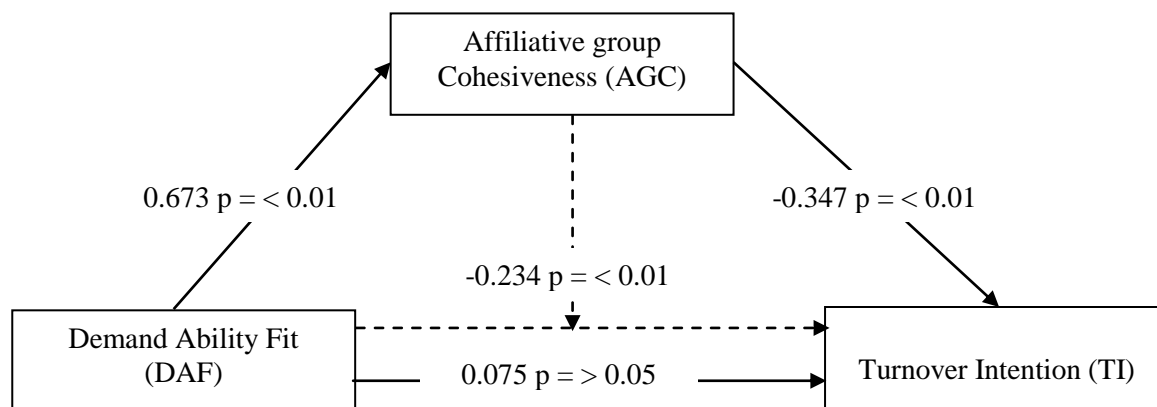 Affiliative group
Cohesiveness (AGC)
0.673 p = < 0.01
-0.347 p = < 0.01
-0.234 p = < 0.01
Demand Ability Fit
(DAF)
0.075 p = > 0.05
Turnover Intention (TI)